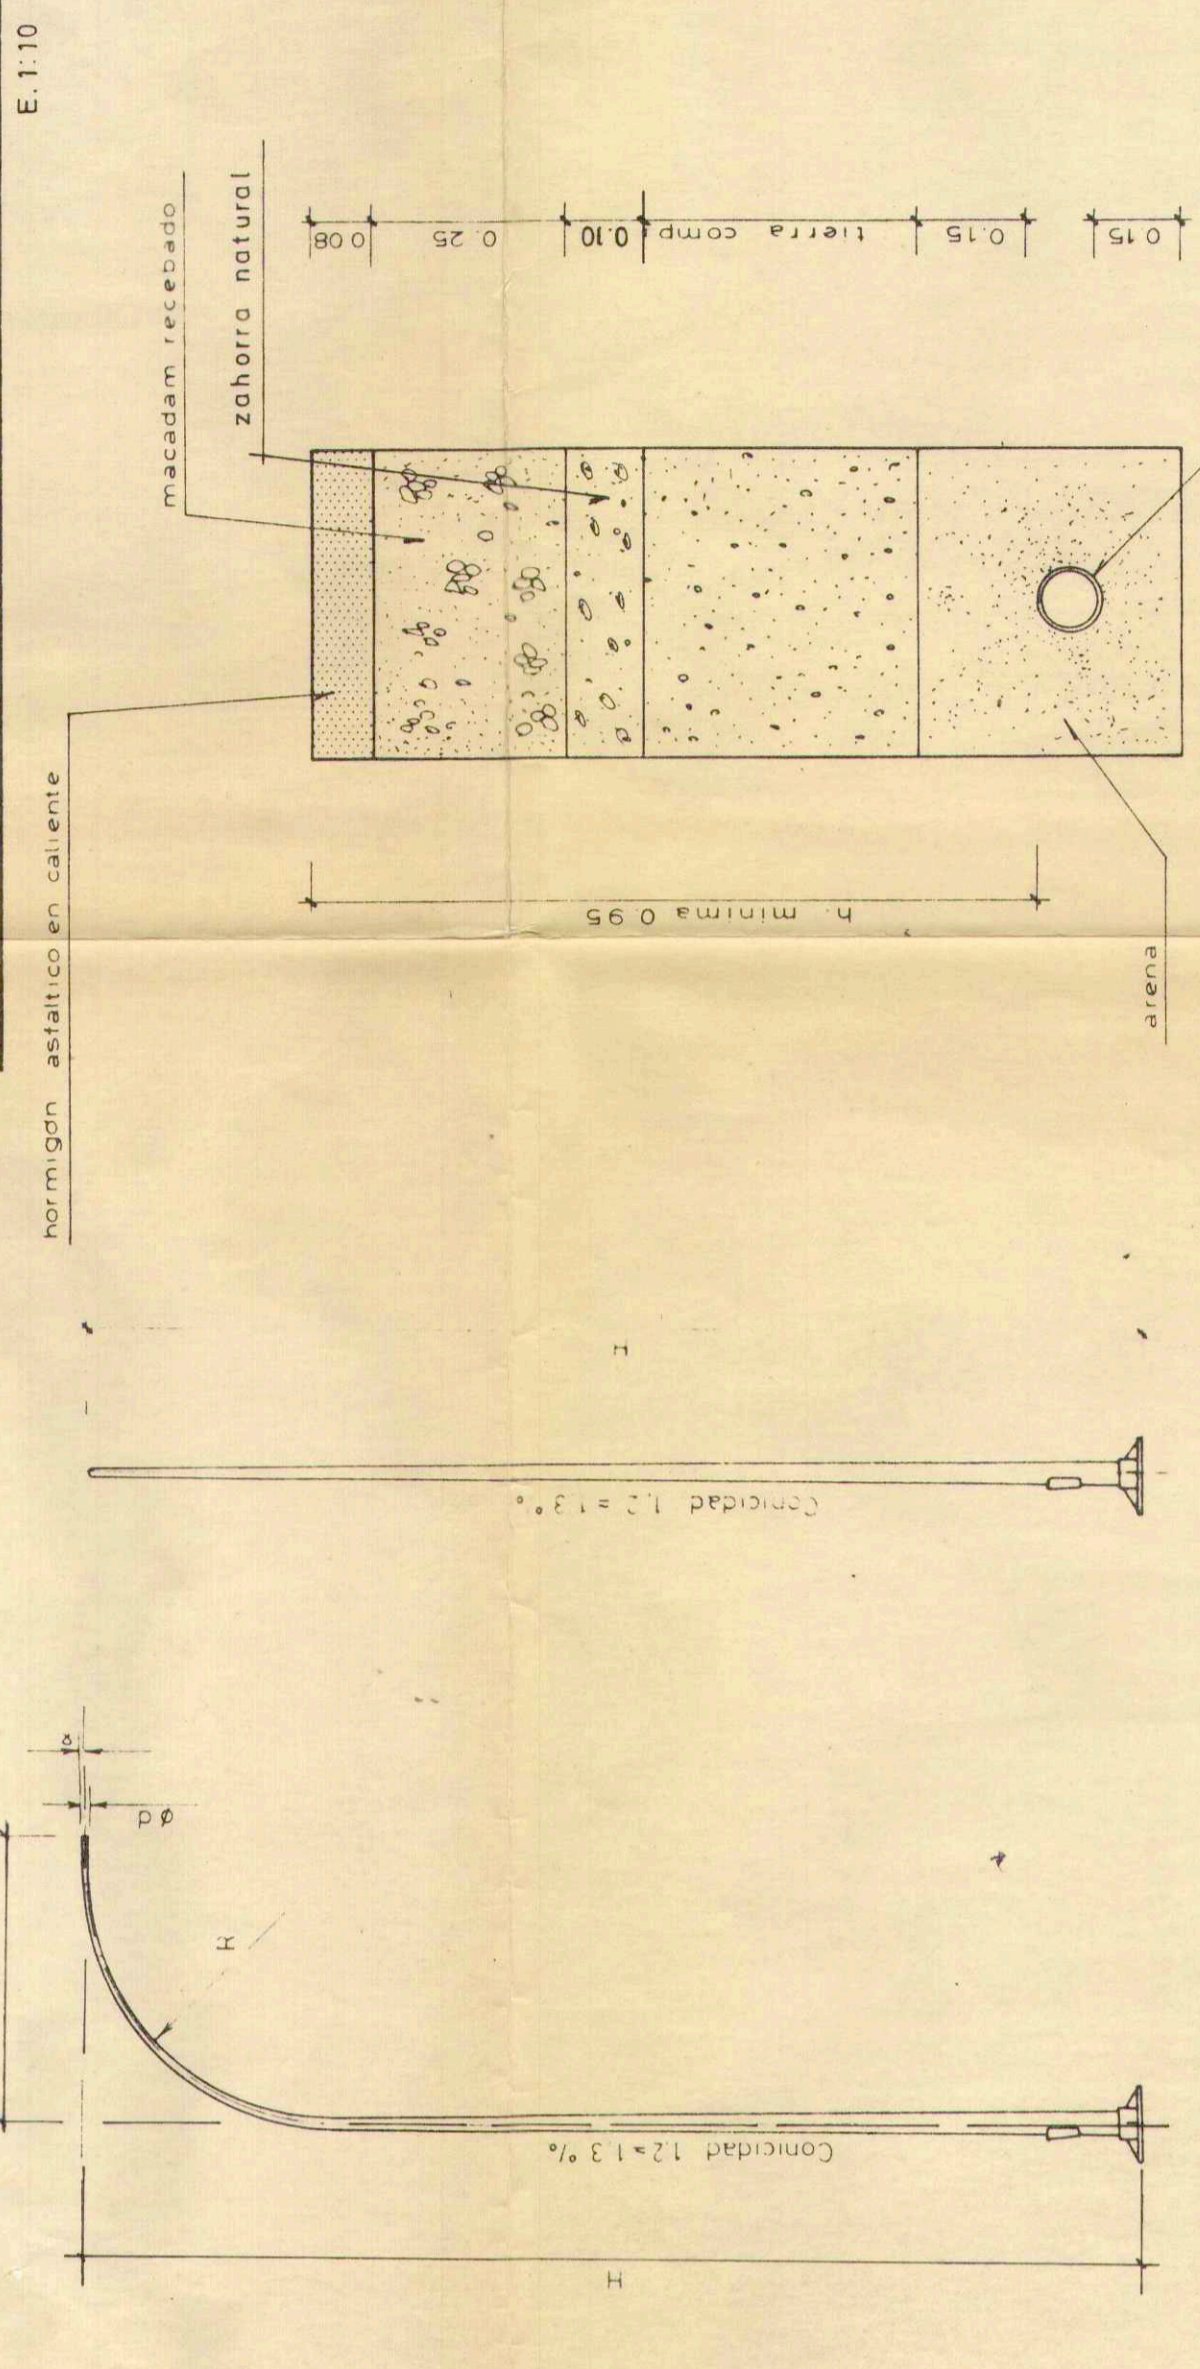 E. 1:10
macadam recebado
zahorra natural
hormigón asfaltico en caliente
0.08
0.25
0.10
tierra comp.
0.15
0.15
h. minima 0.95
arena
H
Conicidad 1.2 = 1.3 %
a
Ød
R
Conicidad 1.2 = 1.3 %
H